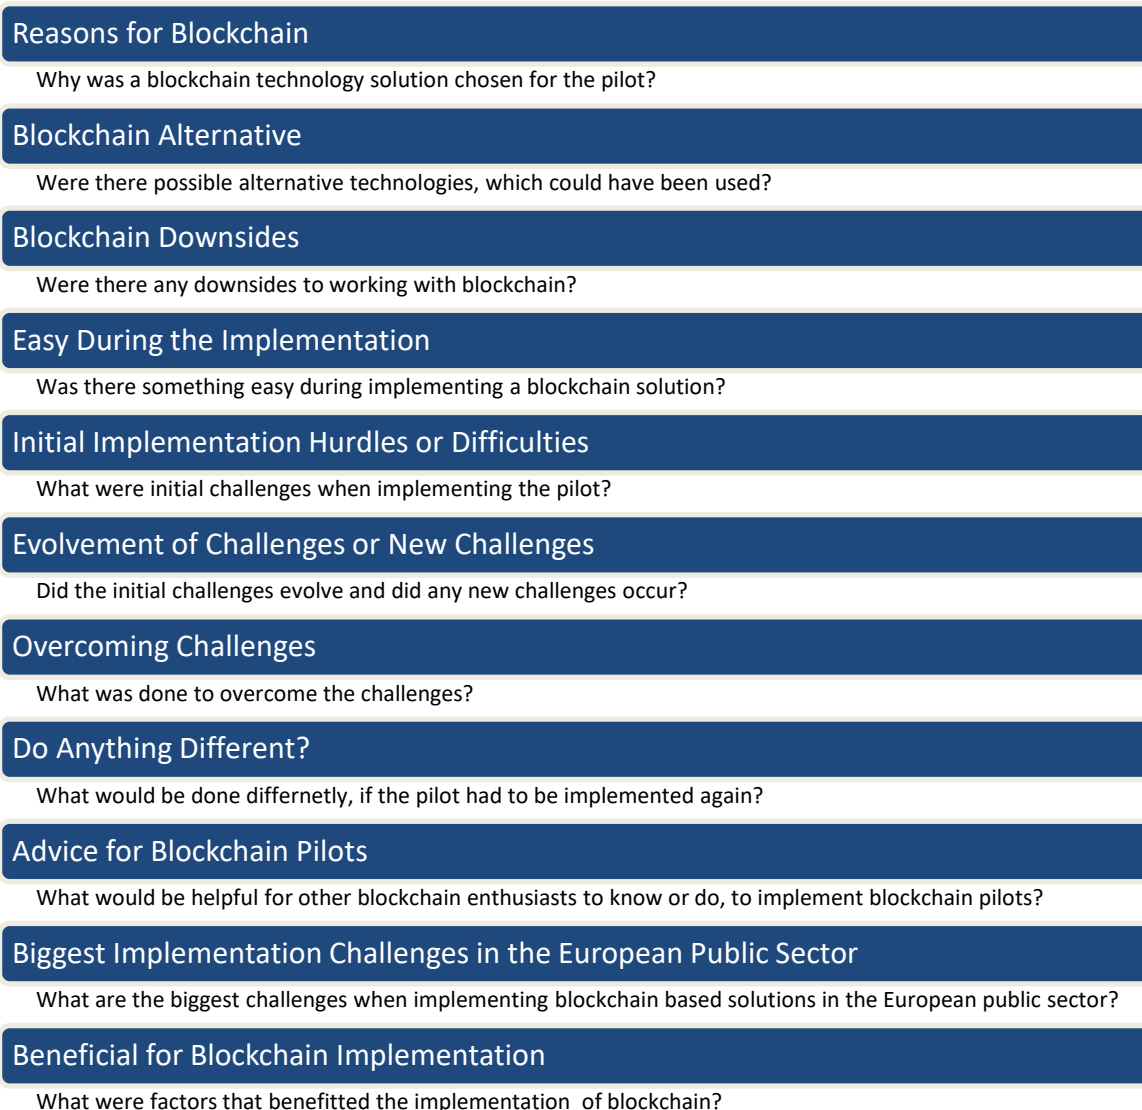 Reasons for Blockchain
Why was a blockchain technology solution chosen for the pilot?
Blockchain Alternative
Were there possible alternative technologies, which could have been used?
Blockchain Downsides
Were there any downsides to working with blockchain?
Easy During the Implementation
Was there something easy during implementing a blockchain solution?
Initial Implementation Hurdles or Difficulties
What were initial challenges when implementing the pilot?
Evolvement of Challenges or New Challenges
Did the initial challenges evolve and did any new challenges occur?
Overcoming Challenges
What was done to overcome the challenges?
Do Anything Different?
What would be done differnetly, if the pilot had to be implemented again?
Advice for Blockchain Pilots
What would be helpful for other blockchain enthusiasts to know or do, to implement blockchain pilots?
Biggest Implementation Challenges in the European Public Sector
What are the biggest challenges when implementing blockchain based solutions in the European public sector?
Beneficial for Blockchain Implementation
What were factors that benefitted the implementation  of blockchain?